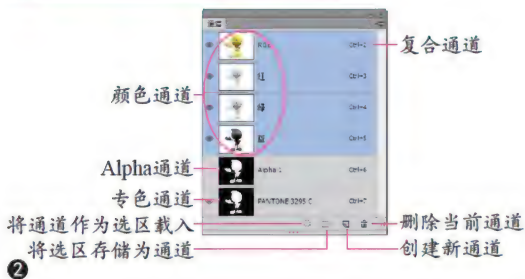 通道
RGB Ctrl+2
复合通道
红 Ctrl+3
颜色通道
绿 Ctrl+4
蓝 Ctrl+5
Alpha通道
Alpha 1 Ctrl+6
专色通道
PANTONE 3295 C Ctrl+7
将通道作为选区载入
删除当前通道
将选区存储为通道
创建新通道
2